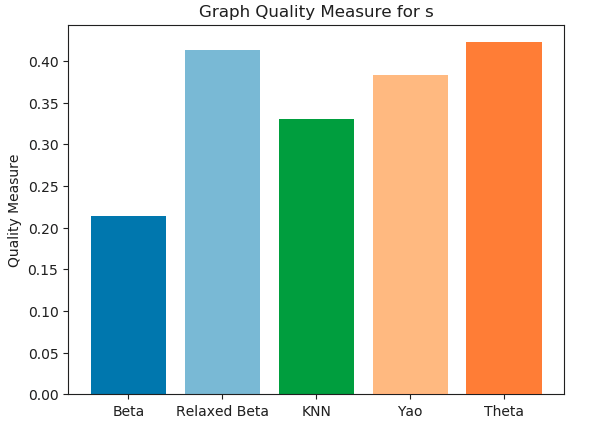 Graph Quality Measure for s
Quality Measure
0.40
0.35
0.30
0.25
0.20
0.15
0.10
0.05
0.00
Beta
Relaxed Beta
KNN
Yao
Theta